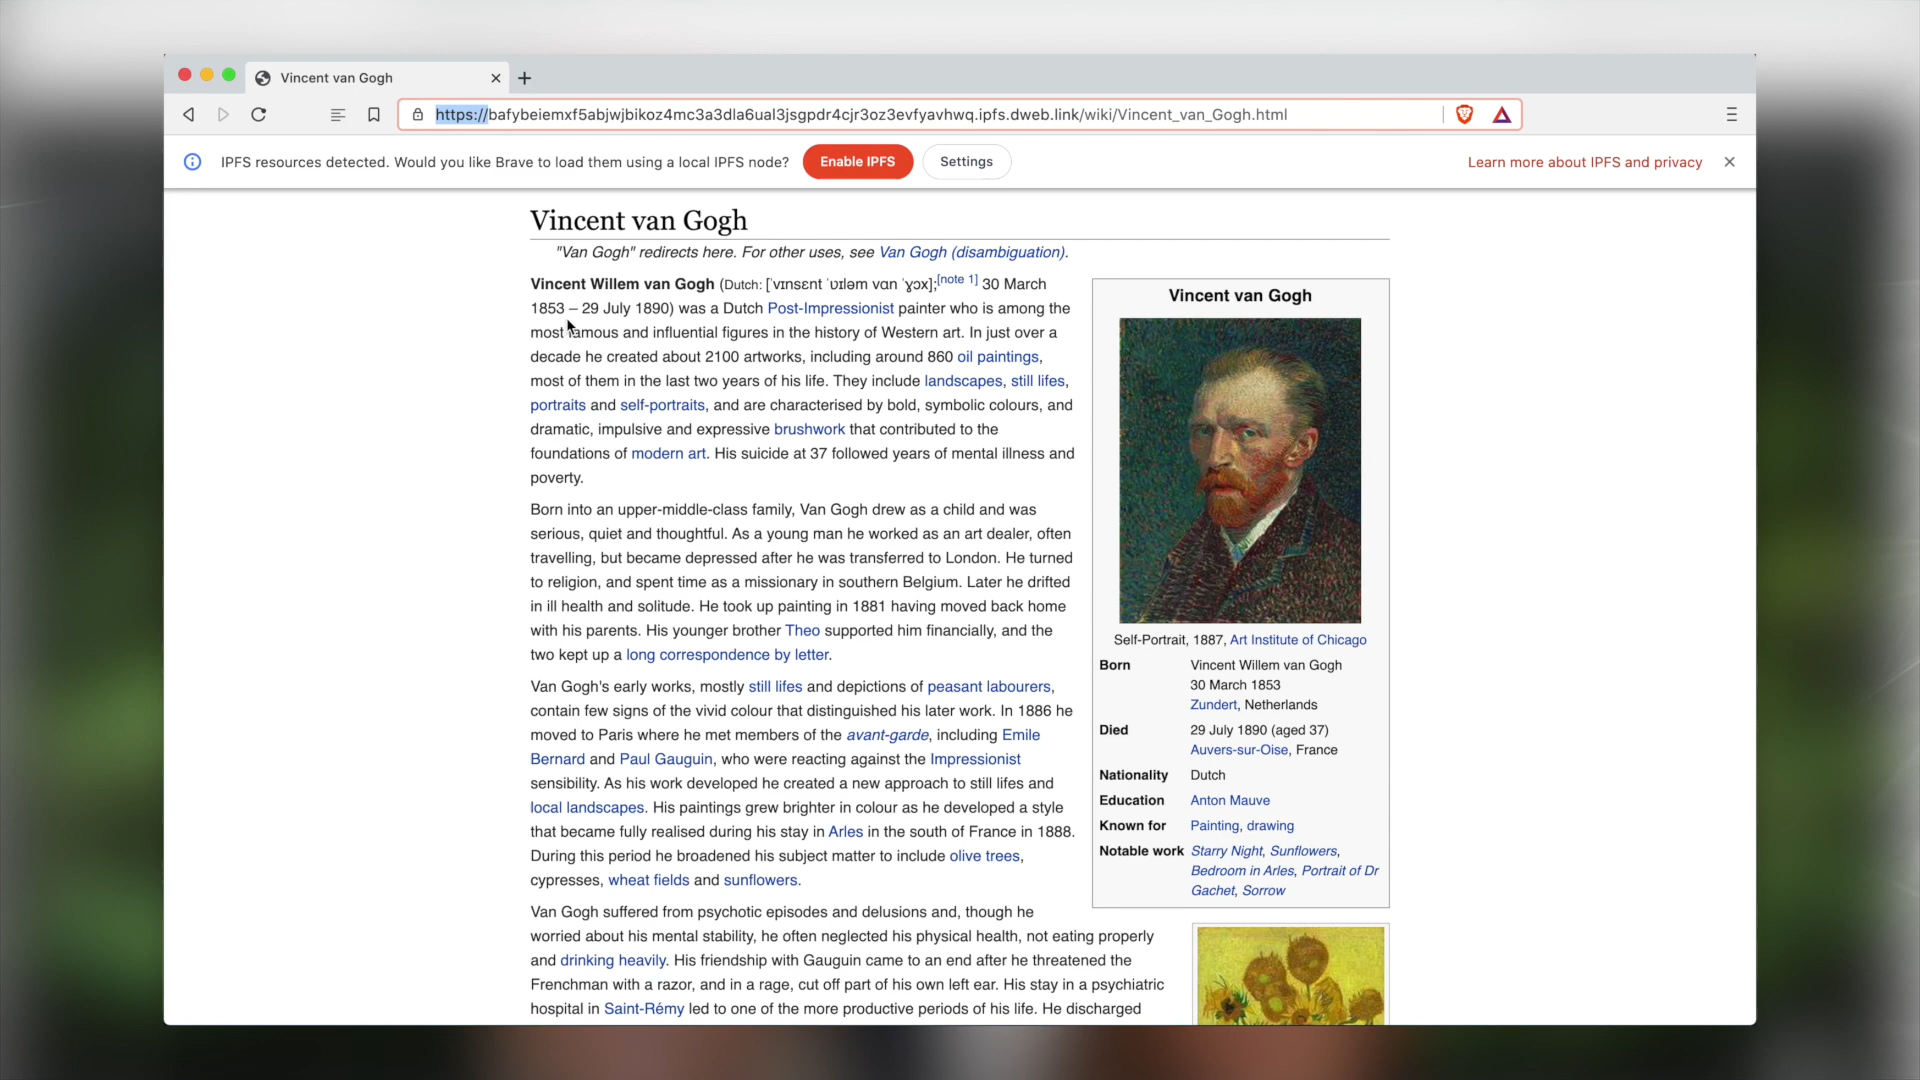 Vincent van Gogh
https://bafybeiemxf5abjwjbikoz4mc3a3dla6ual3jsgpdr4cjr3oz3evfyavhwq.ipfs.dweb.link/wiki/Vincent_van_Gogh.html
IPFS resources detected. Would you like Brave to load them using a local IPFS node? Enable IPFS Settings Learn more about IPFS and privacy
Vincent van Gogh
"Van Gogh" redirects here. For other uses, see Van Gogh (disambiguation).
Vincent Willem van Gogh (Dutch: [ˈvɪnsɛnt ˈʋɪləm vɑn ˈɣɔx];[note 1] 30 March
1853 – 29 July 1890) was a Dutch Post-Impressionist painter who is among the
most famous and influential figures in the history of Western art. In just over a
decade he created about 2100 artworks, including around 860 oil paintings,
most of them in the last two years of his life. They include landscapes, still lifes,
portraits and self-portraits, and are characterised by bold, symbolic colours, and
dramatic, impulsive and expressive brushwork that contributed to the
foundations of modern art. His suicide at 37 followed years of mental illness and
poverty.
Born into an upper-middle-class family, Van Gogh drew as a child and was
serious, quiet and thoughtful. As a young man he worked as an art dealer, often
travelling, but became depressed after he was transferred to London. He turned
to religion, and spent time as a missionary in southern Belgium. Later he drifted
in ill health and solitude. He took up painting in 1881 having moved back home
with his parents. His younger brother Theo supported him financially, and the
two kept up a long correspondence by letter.
Van Gogh's early works, mostly still lifes and depictions of peasant labourers,
contain few signs of the vivid colour that distinguished his later work. In 1886 he
moved to Paris where he met members of the avant-garde, including Emile
Bernard and Paul Gauguin, who were reacting against the Impressionist
sensibility. As his work developed he created a new approach to still lifes and
local landscapes. His paintings grew brighter in colour as he developed a style
that became fully realised during his stay in Arles in the south of France in 1888.
During this period he broadened his subject matter to include olive trees,
cypresses, wheat fields and sunflowers.
Van Gogh suffered from psychotic episodes and delusions and, though he
worried about his mental stability, he often neglected his physical health, not eating properly
and drinking heavily. His friendship with Gauguin came to an end after he threatened the
Frenchman with a razor, and in a rage, cut off part of his own left ear. His stay in a psychiatric
hospital in Saint-Rémy led to one of the more productive periods of his life. He discharged
Vincent van Gogh
Self-Portrait, 1887, Art Institute of Chicago
Born Vincent Willem van Gogh
30 March 1853
Zundert, Netherlands
Died 29 July 1890 (aged 37)
Auvers-sur-Oise, France
Nationality Dutch
Education Anton Mauve
Known for Painting, drawing
Notable work Starry Night, Sunflowers,
Bedroom in Arles, Portrait of Dr
Gachet, Sorrow